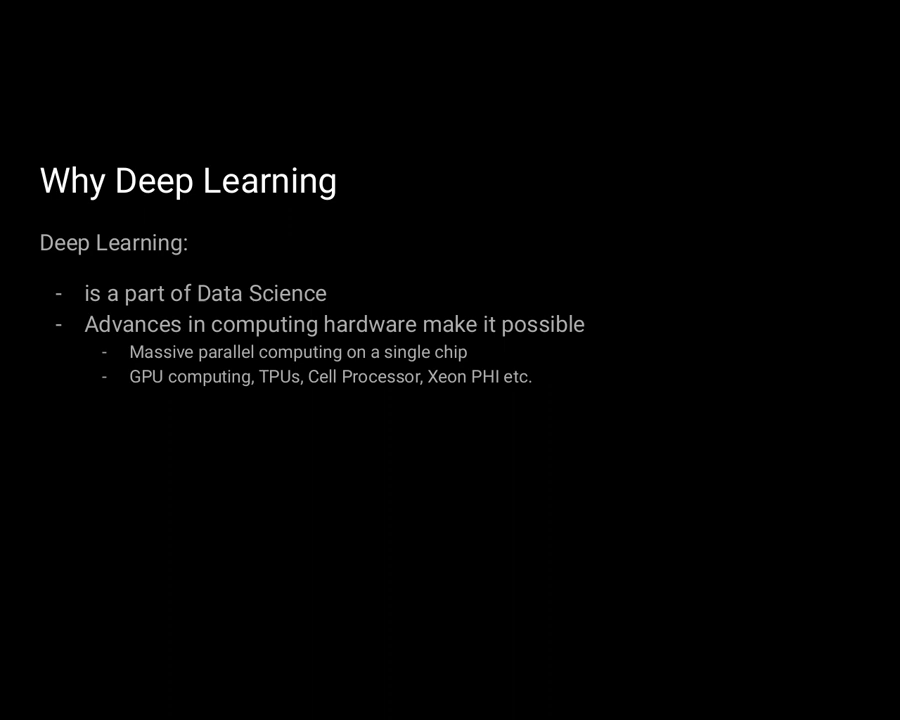 Why Deep Learning
Deep Learning:
- is a part of Data Science
- Advances in computing hardware make it possible
- Massive parallel computing on a single chip
- GPU computing, TPUs, Cell Processor, Xeon PHI etc.